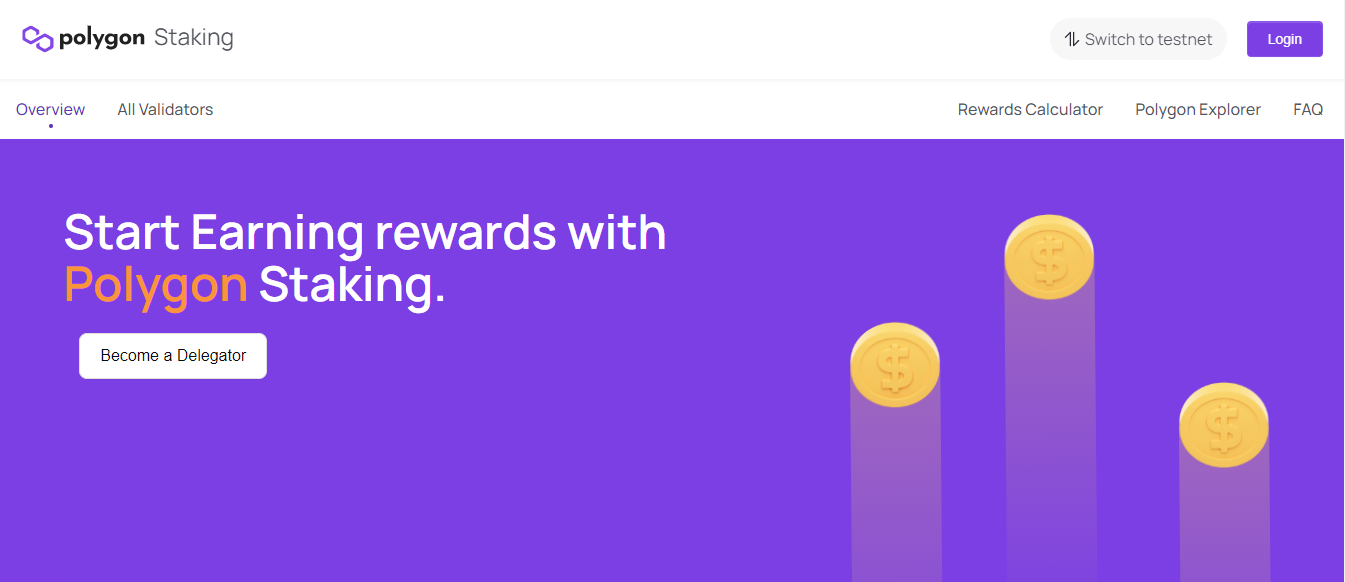 polygon Staking
Switch to testnet
Login
Overview
All Validators
Rewards Calculator
Polygon Explorer
FAQ
Start Earning rewards with
Polygon Staking.
Become a Delegator
$
$
$